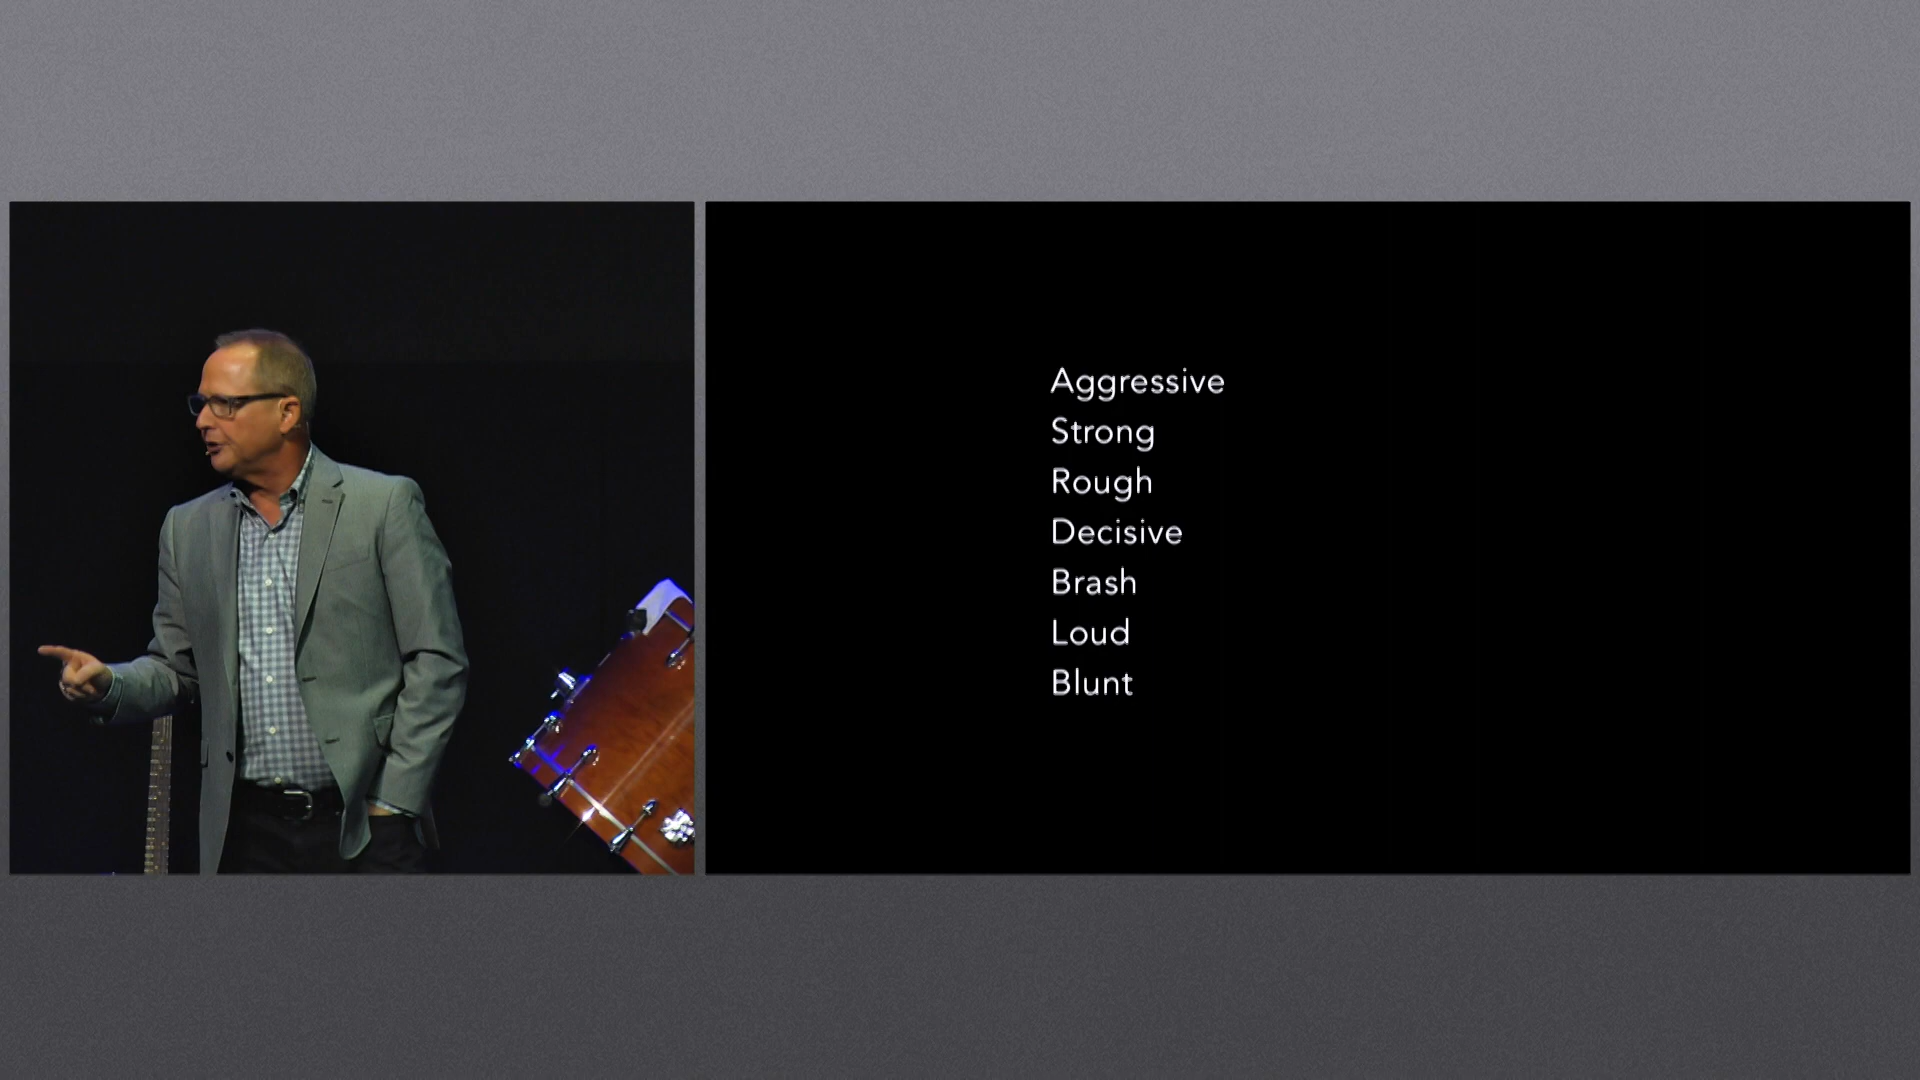 Aggressive
Strong
Rough
Decisive
Brash
Loud
Blunt